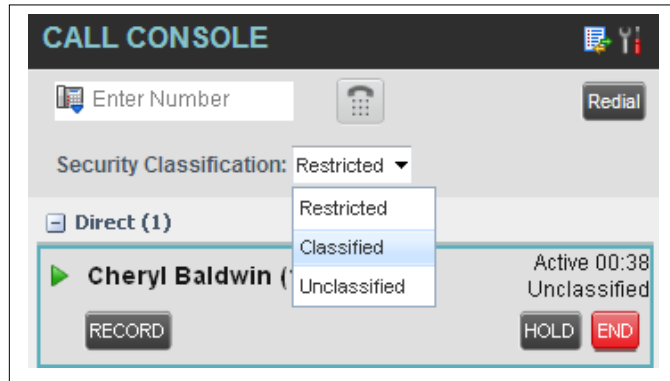 CALL CONSOLE
Enter Number
Redial
Security Classification: Restricted
Restricted
Classified
Unclassified
Direct (1)
Cheryl Baldwin (
Active 00:38
Unclassified
RECORD
HOLD END